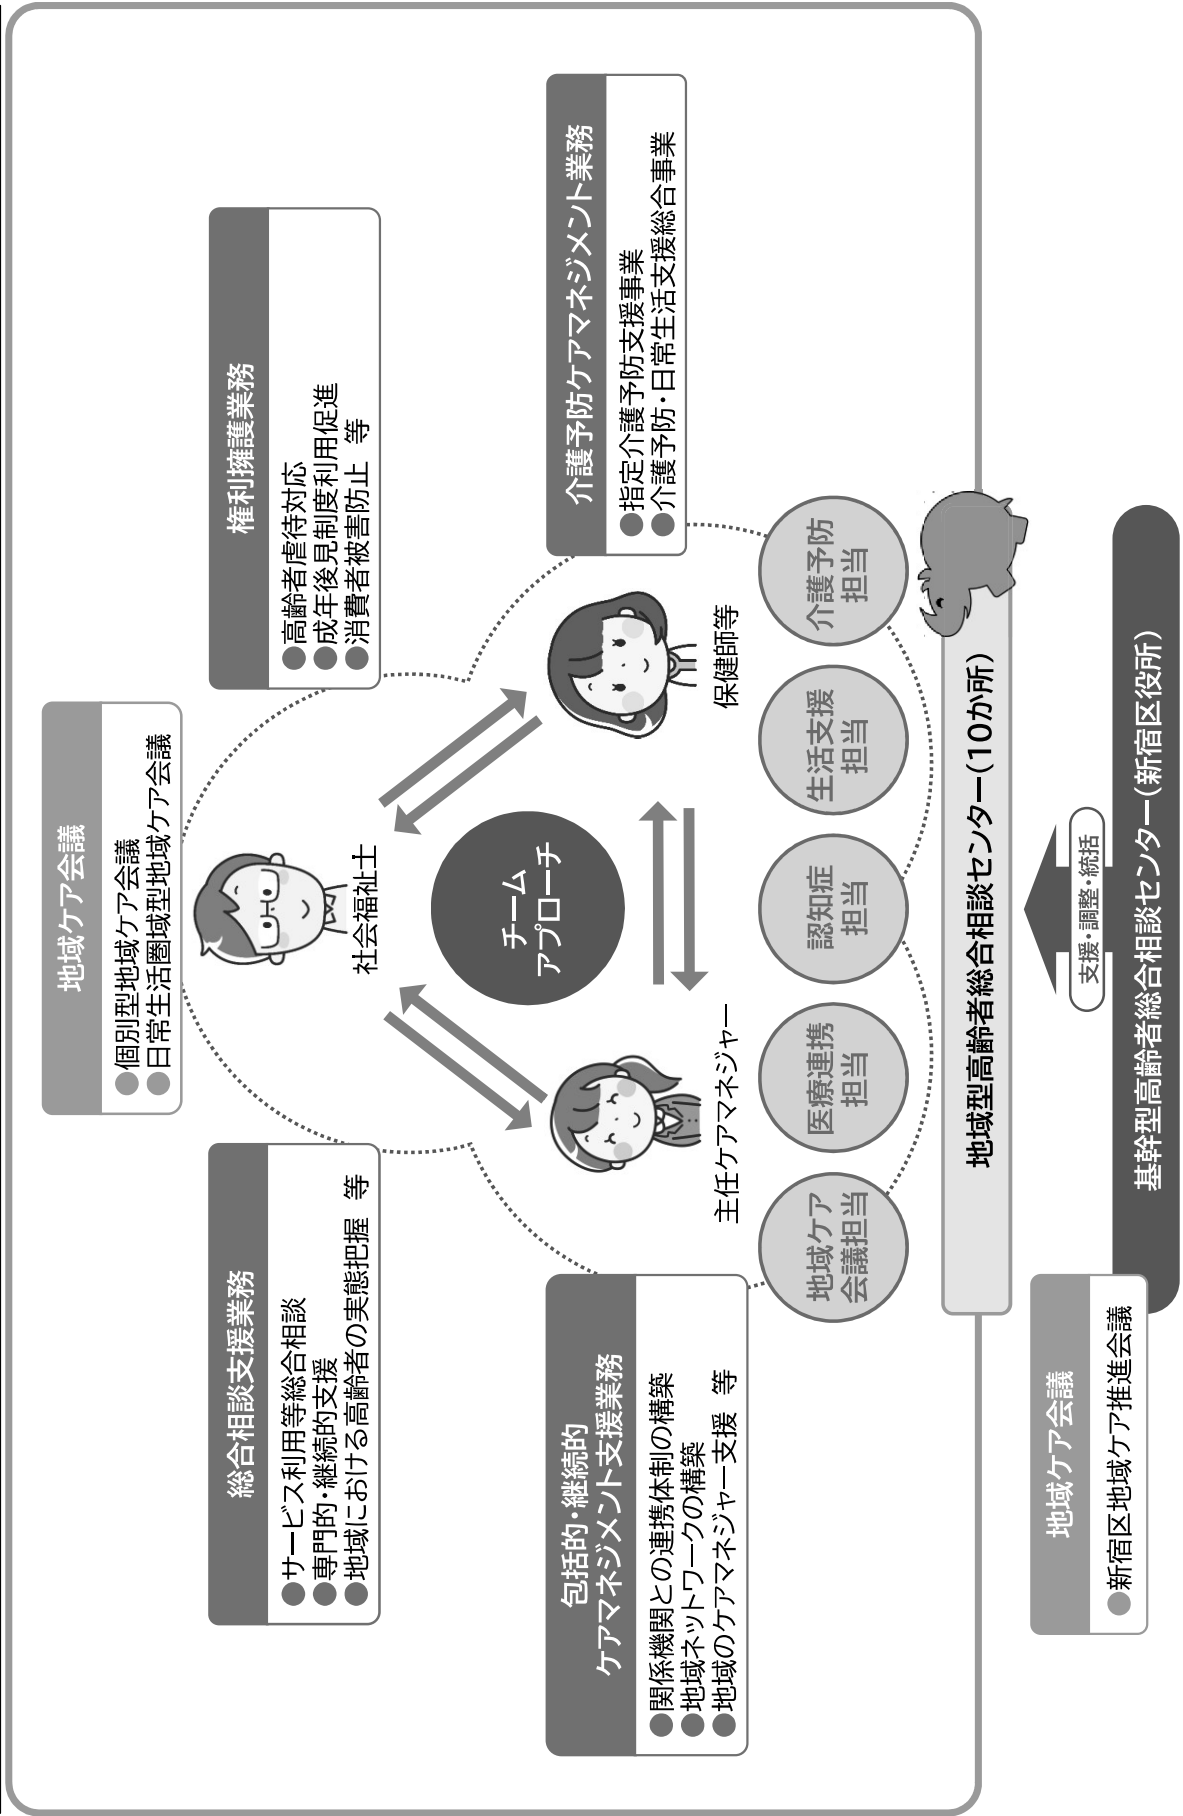 地域ケア会議
●個別型地域ケア会議
●日常生活圏域型地域ケア会議
総合相談支援業務
●サービス利用等総合相談
●専門的・継続的支援
●地域における高齢者の実態把握 等
権利擁護業務
●高齢者虐待対応
●成年後見制度利用促進
●消費者被害防止 等
社会福祉士
チーム
アプローチ
包括的・継続的
ケアマネジメント支援業務
●関係機関との連携体制の構築
●地域ネットワークの構築
●地域のケアマネジャー支援 等
主任ケアマネジャー
保健師等
介護予防ケアマネジメント業務
●指定介護予防支援事業
●介護予防・日常生活支援総合事業
地域ケア
会議担当
医療連携
担当
認知症
担当
生活支援
担当
介護予防
担当
地域型高齢者総合相談センター(10か所)
支援・調整・統括
地域ケア会議
●新宿区地域ケア推進会議
基幹型高齢者総合相談センター(新宿区役所)